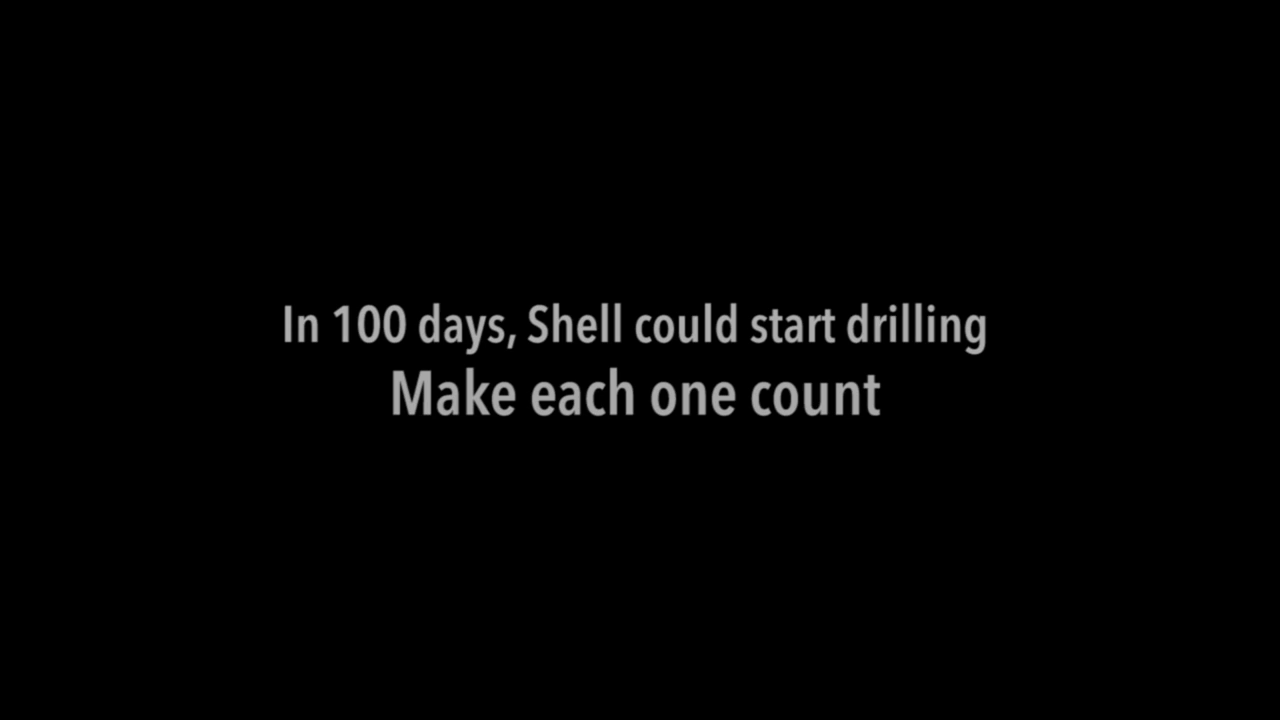 In 100 days, Shell could start drilling
Make each one count